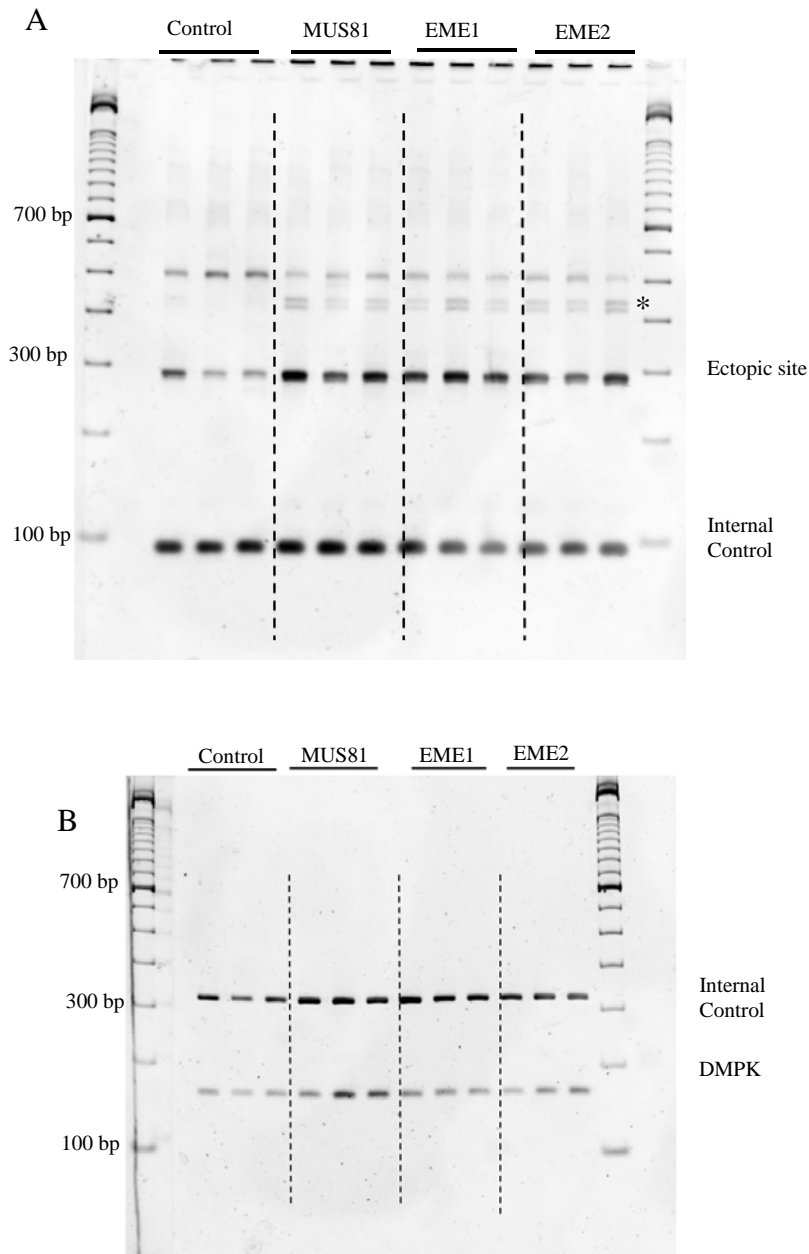 A
Control
MUS81
EME1
EME2
700 bp
*
300 bp
Ectopic site
100 bp
Internal
Control
B
Control
MUS81
EME1
EME2
700 bp
Internal
Control
300 bp
DMPK
100 bp